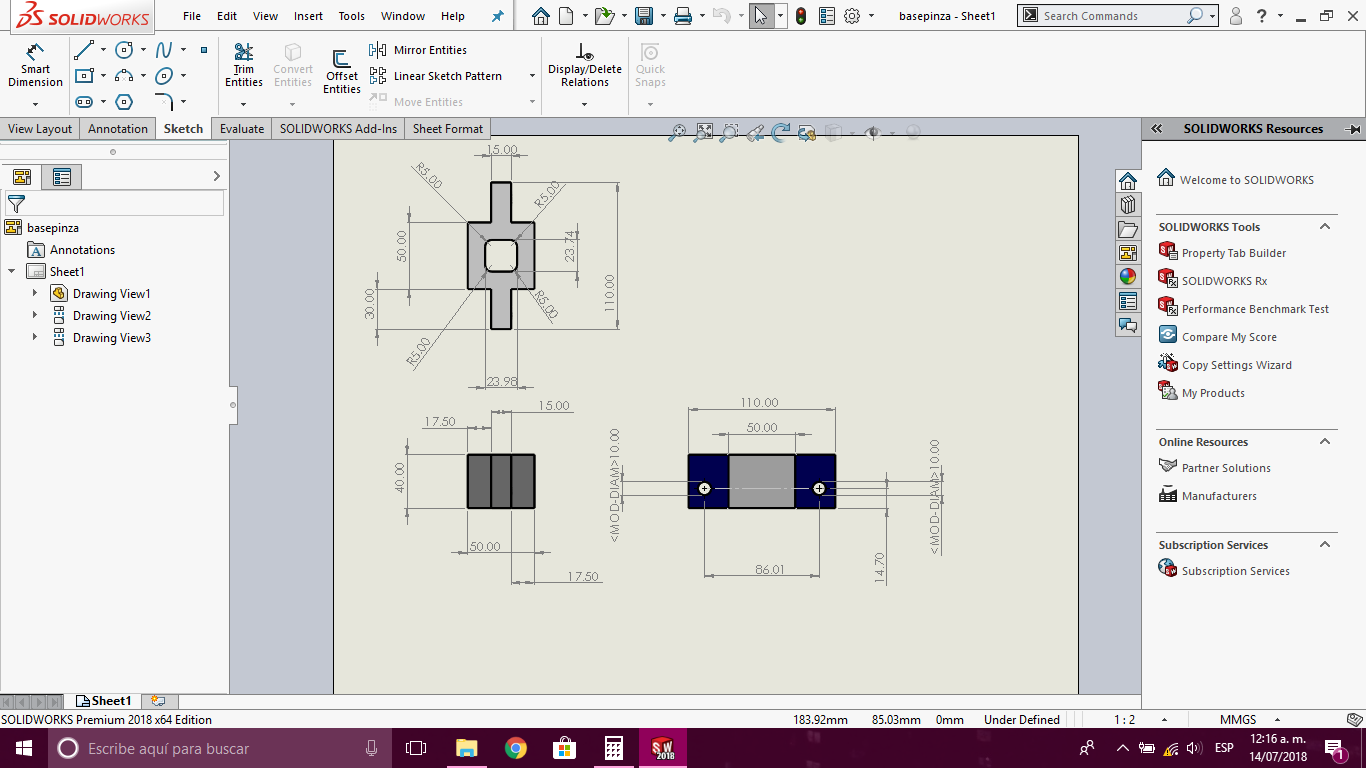 SOLIDWORKS
File Edit View Insert Tools Window Help
basepinza - Sheet1
Search Commands
Smart Dimension
Trim Entities
Convert Entities
Offset Entities
Mirror Entities
Linear Sketch Pattern
Move Entities
Display/Delete Relations
Quick Snaps
View Layout Annotation Sketch Evaluate SOLIDWORKS Add-Ins Sheet Format
basepinza
Annotations
Sheet1
Drawing View1
Drawing View2
Drawing View3
15.00
R5.00
R5.00
50.00
23.74
30.00
110.00
R5.00
R5.00
23.98
15.00
17.50
40.00
50.00
17.50
110.00
50.00
<MOD-DIAM>10.00
<MOD-DIAM>10.00
86.01
14.70
SOLIDWORKS Resources
Welcome to SOLIDWORKS
SOLIDWORKS Tools
Property Tab Builder
SOLIDWORKS Rx
Performance Benchmark Test
Compare My Score
Copy Settings Wizard
My Products
Online Resources
Partner Solutions
Manufacturers
Subscription Services
Subscription Services
Sheet1
SOLIDWORKS Premium 2018 x64 Edition
183.92mm 85.03mm 0mm Under Defined 1 : 2 MMGS
Escribe aquí para buscar
SW 2018
ESP
12:16 a. m.
14/07/2018
1